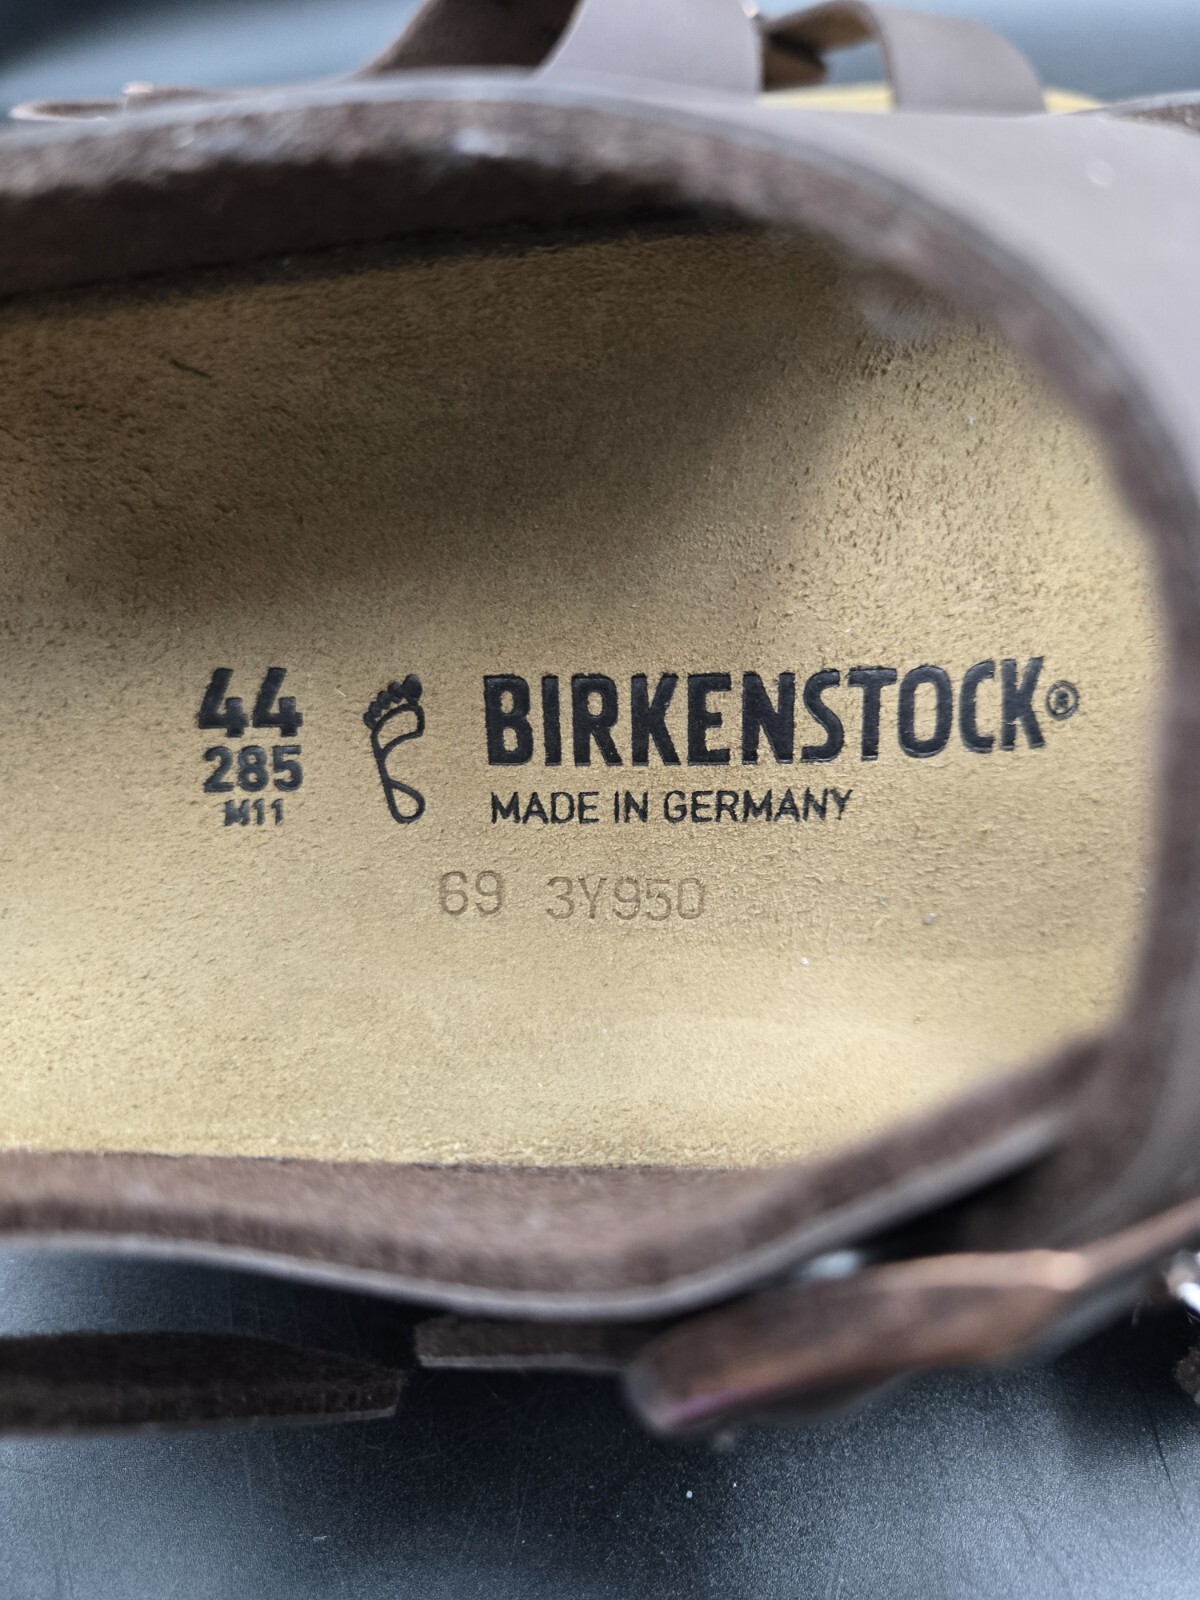 44
285
M11
BIRKENSTOCK®
MADE IN GERMANY
69 3Y950